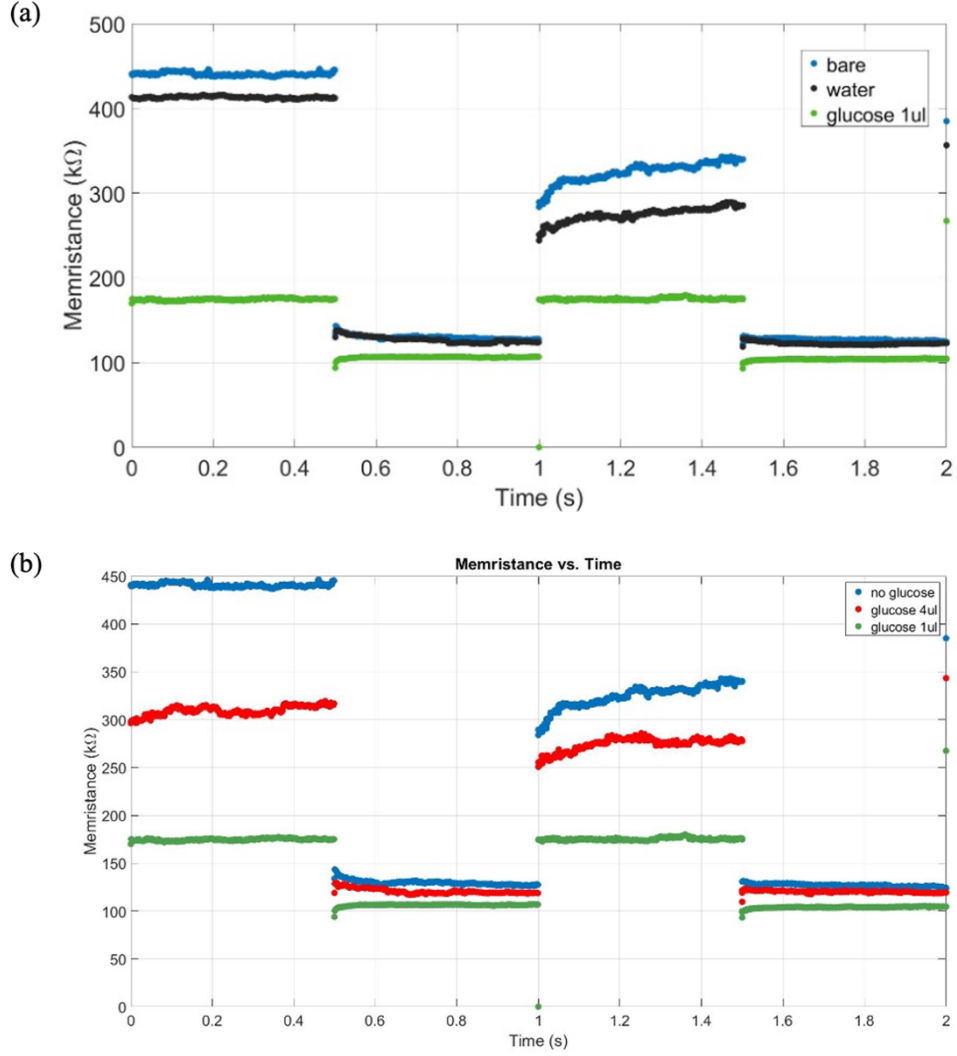 (a)
500
400
300
200
100
0
Memristance (kΩ)
bare
water
glucose 1ul
0 0.2 0.4 0.6 0.8 1 1.2 1.4 1.6 1.8 2
Time (s)
(b)
Memristance vs. Time
450
400
350
300
250
200
150
100
50
0
Memristance (kΩ)
no glucose
glucose 4ul
glucose 1ul
0 0.2 0.4 0.6 0.8 1 1.2 1.4 1.6 1.8 2
Time (s)